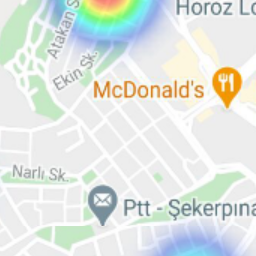 Horoz Lo
Atakan S
Ekin Sk.
McDonald's
Narlı Sk.
Ptt - Şekerpına